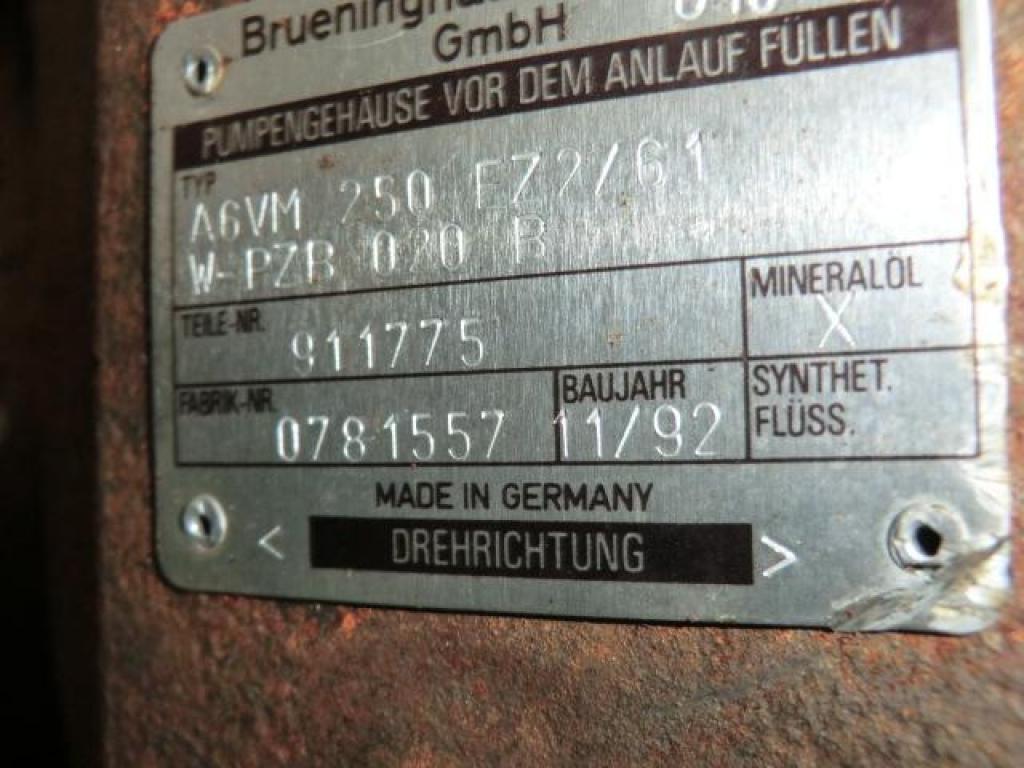 GmbH
PUMPENGEHÄUSE VOR DEM ANLAUF FÜLLEN
TYP
A6VM 250 EZ2/61
W-PZB 020 B
TEILE-NR. 911775
MINERALÖL X
FABRIK-NR. 0781557
BAUJAHR 11/92
SYNTHET.
FLÜSS.
MADE IN GERMANY
< DREHRICHTUNG >